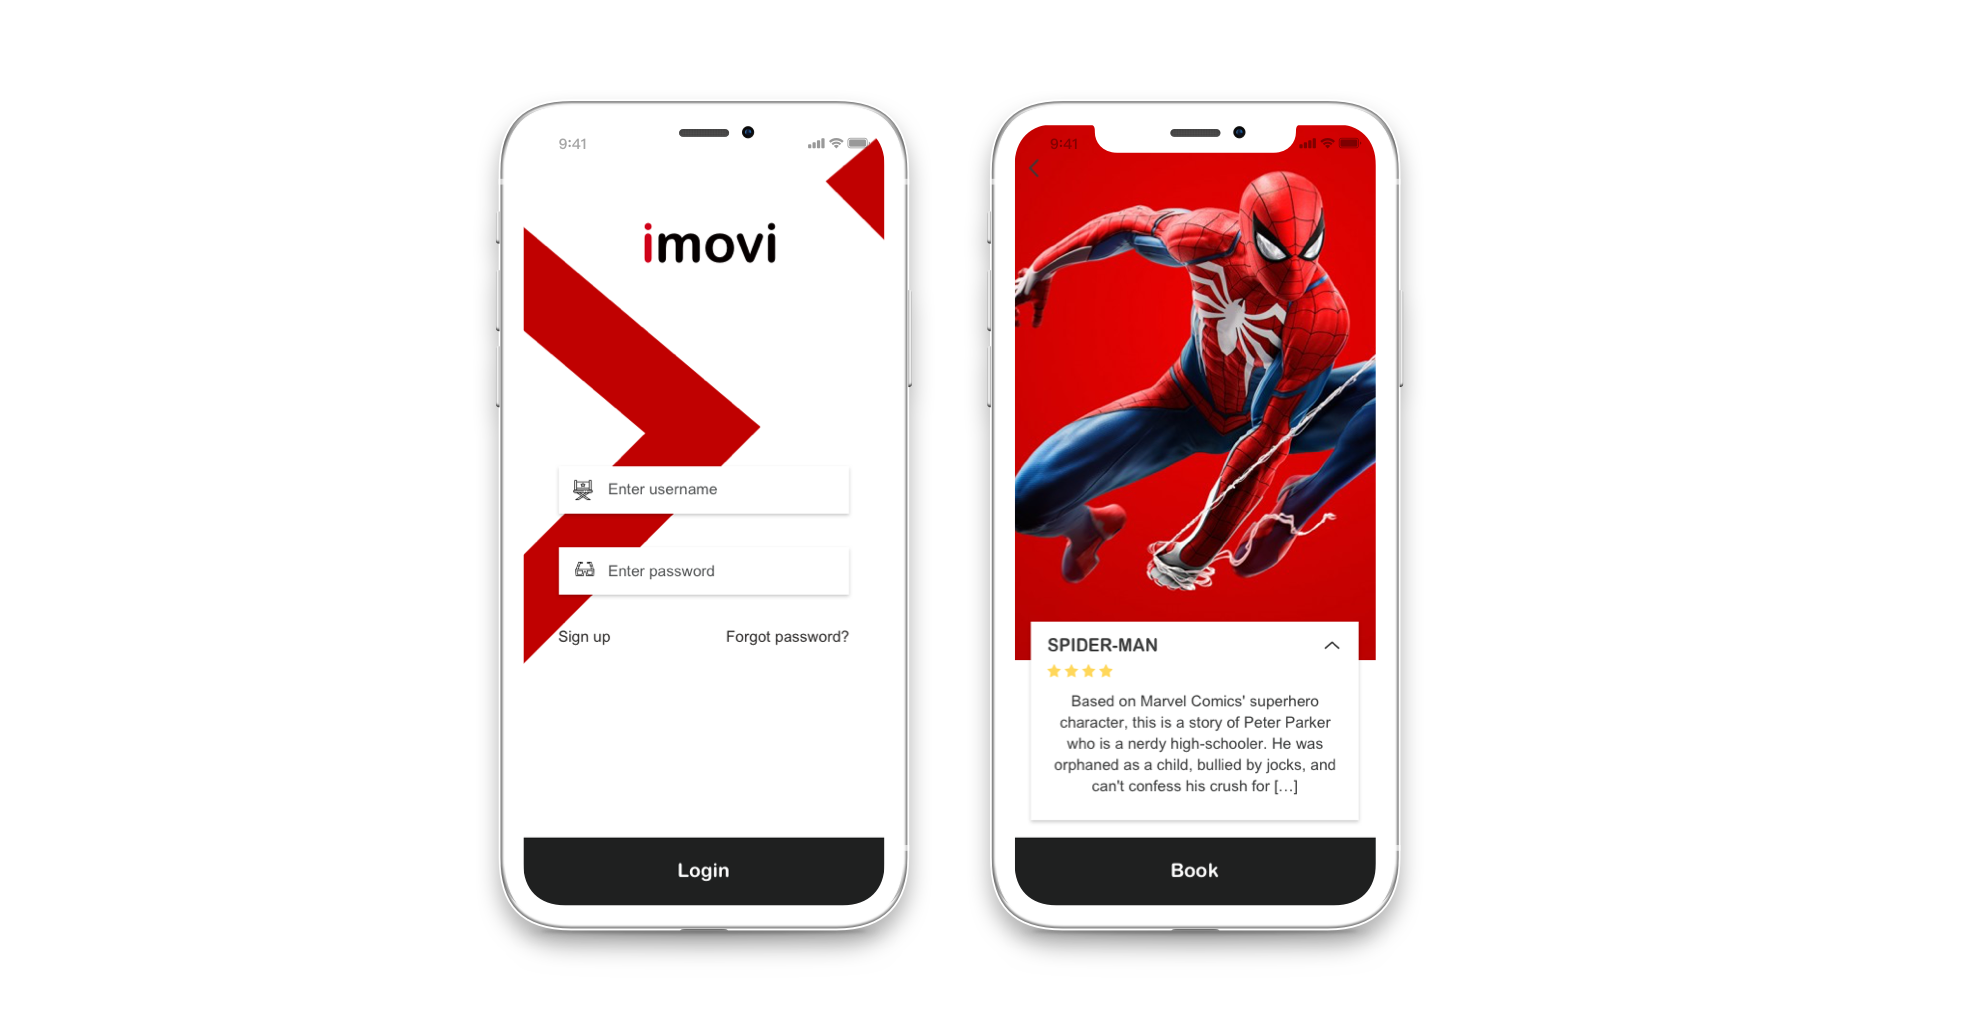 9:41
imovi
Enter username
Enter password
Sign up
Forgot password?
Login
9:41
SPIDER-MAN
Based on Marvel Comics' superhero
character, this is a story of Peter Parker
who is a nerdy high-schooler. He was
orphaned as a child, bullied by jocks, and
can't confess his crush for [...]
Book